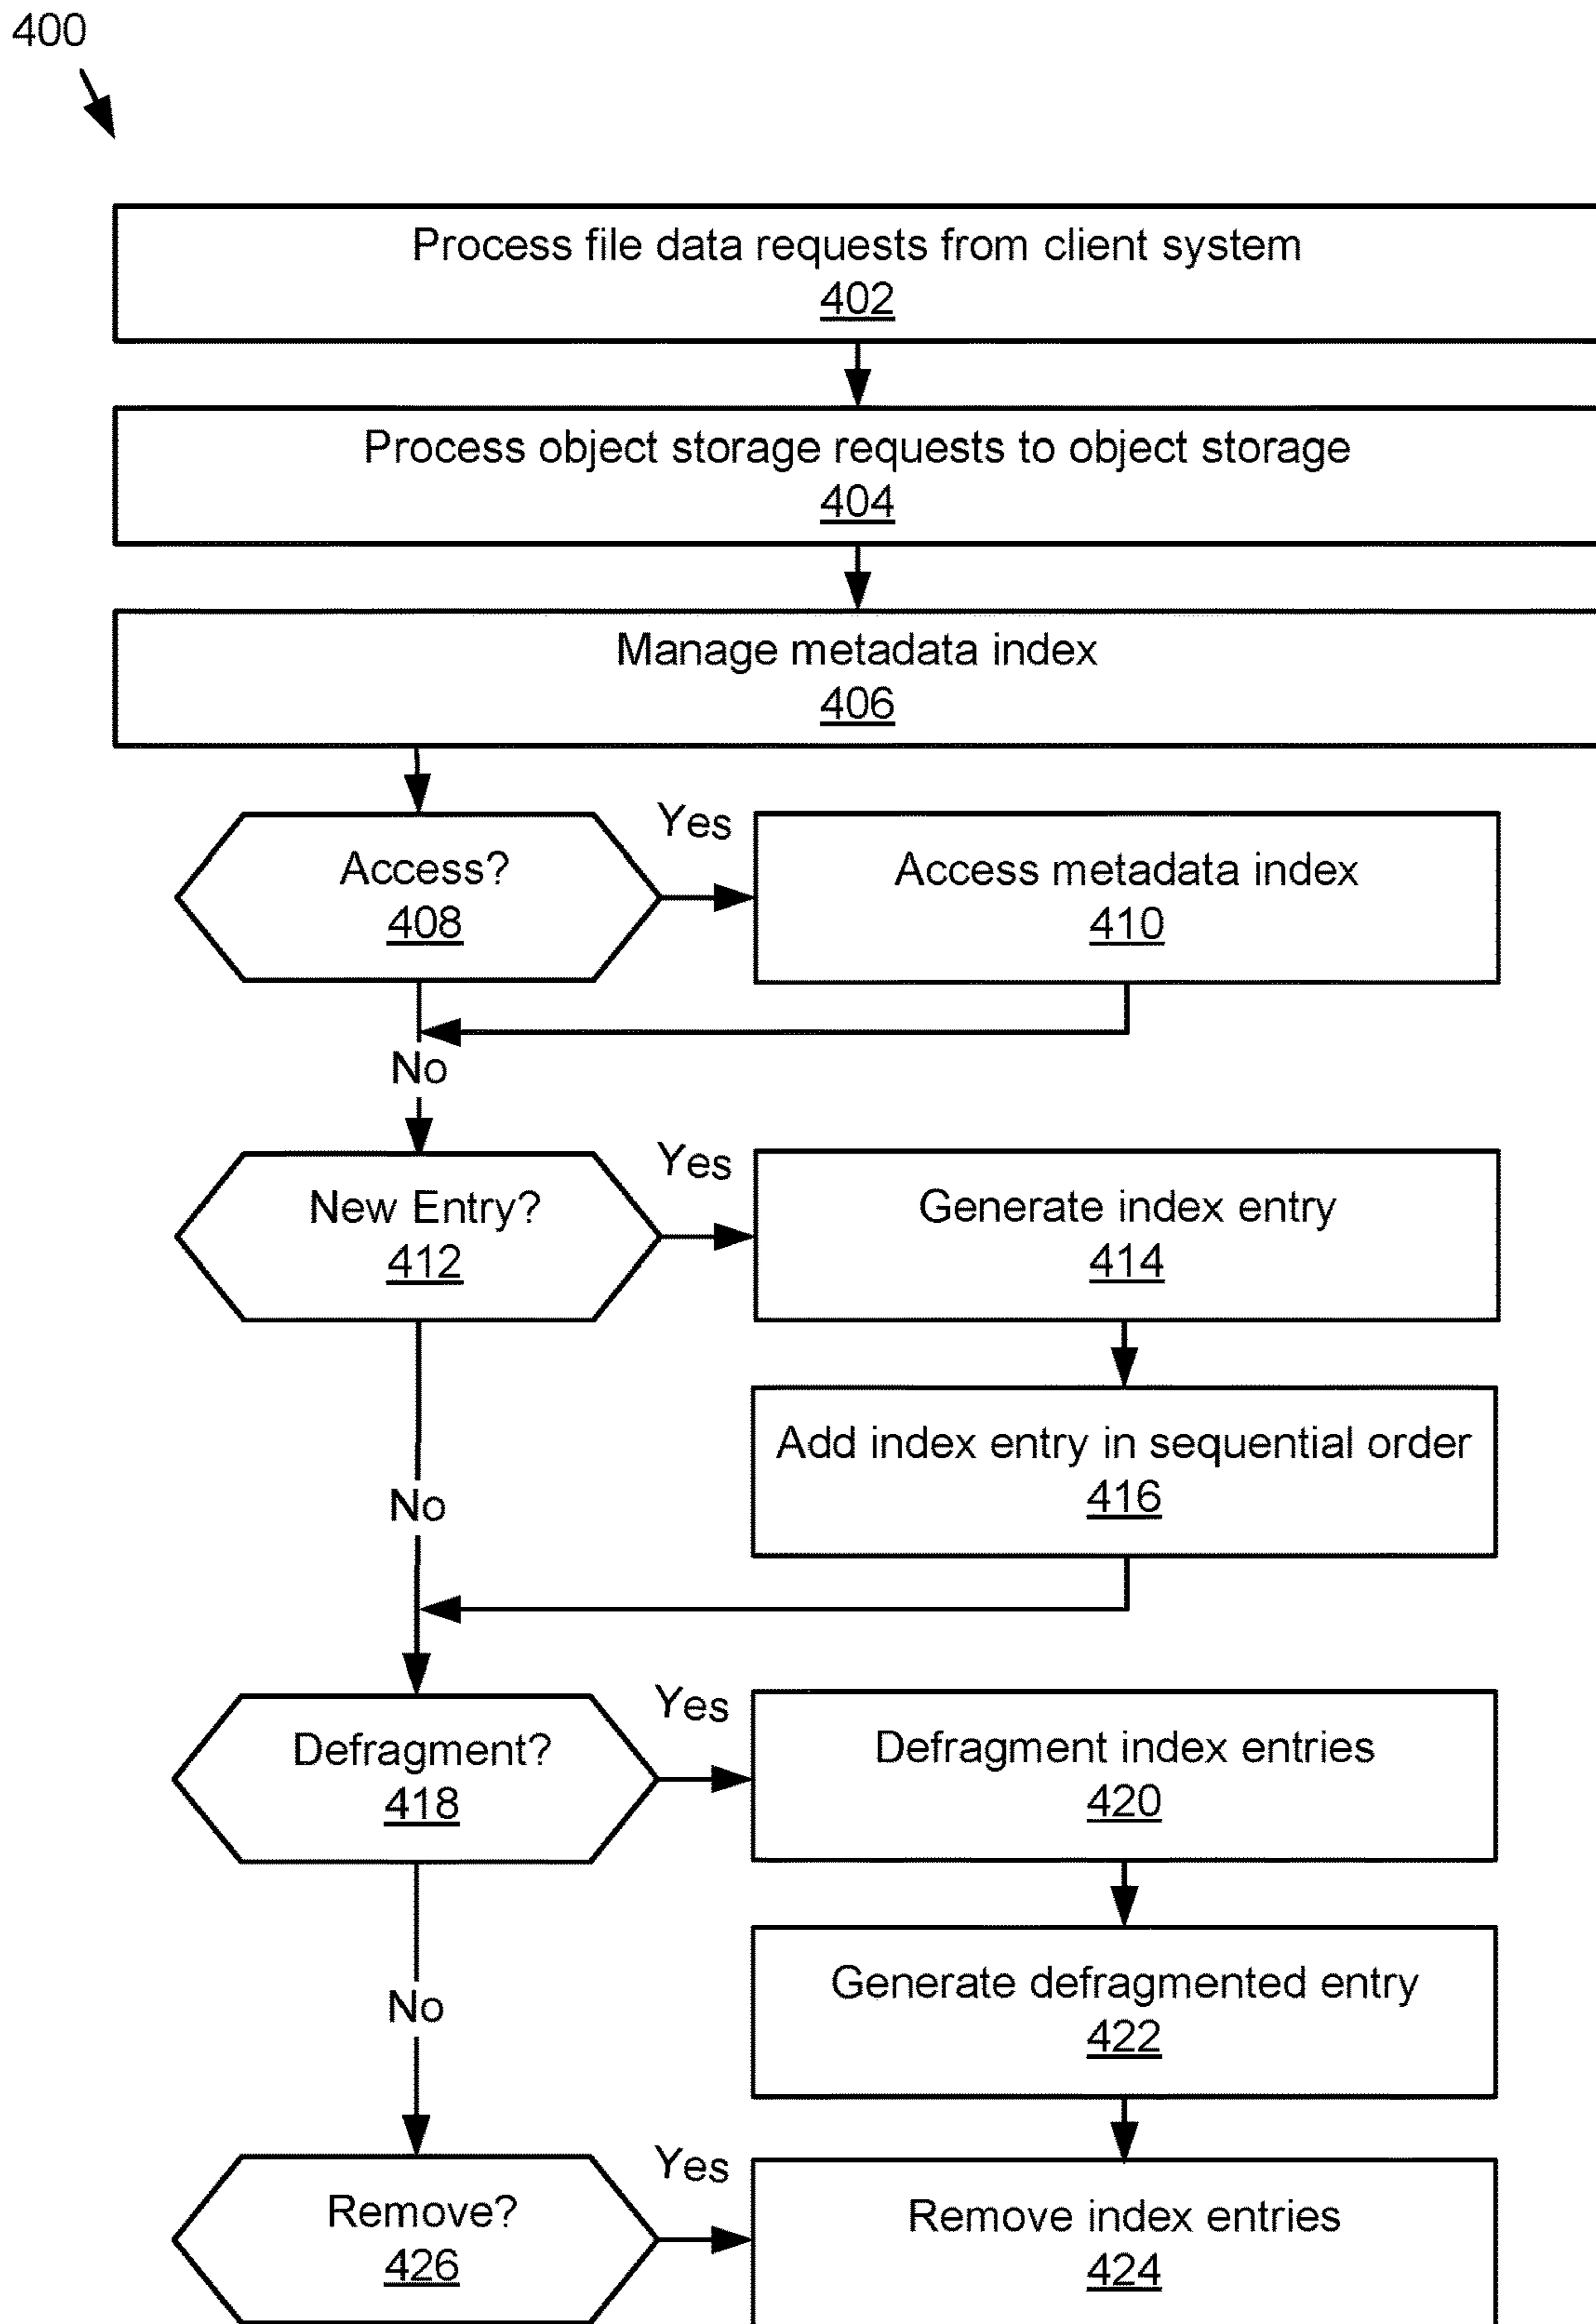 400
Process file data requests from client system
402
Process object storage requests to object storage
404
Manage metadata index
406
Access?
408
Yes
Access metadata index
410
No
New Entry?
412
Yes
Generate index entry
414
Add index entry in sequential order
416
No
Defragment?
418
Yes
Defragment index entries
420
Generate defragmented entry
422
No
Remove?
426
Yes
Remove index entries
424